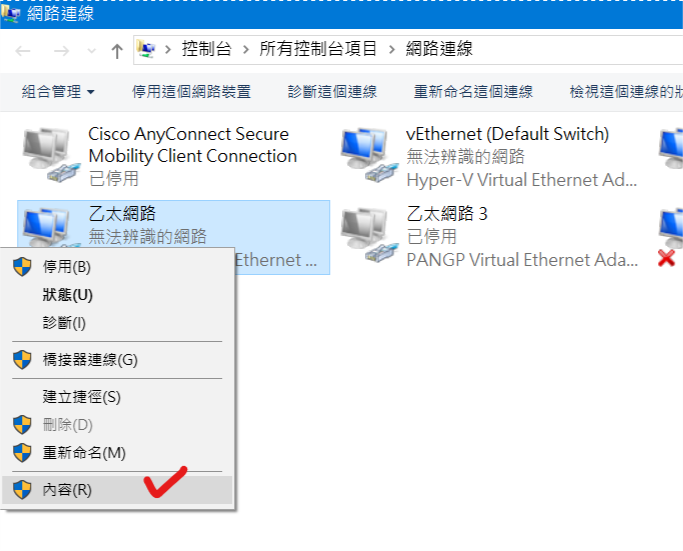 網路連線
控制台 > 所有控制台項目 > 網路連線
組合管理 停用這個網路裝置 診斷這個連線 重新命名這個連線 檢視這個連線的狀
Cisco AnyConnect Secure
Mobility Client Connection
已停用
vEthernet (Default Switch)
無法辨識的網路
Hyper-V Virtual Ethernet Ad...
乙太網路
無法辨識的網路
Ethernet ...
乙太網路 3
已停用
PANGP Virtual Ethernet Ada...
停用(B)
狀態(U)
診斷(I)
橋接器連線(G)
建立捷徑(S)
刪除(D)
重新命名(M)
內容(R)